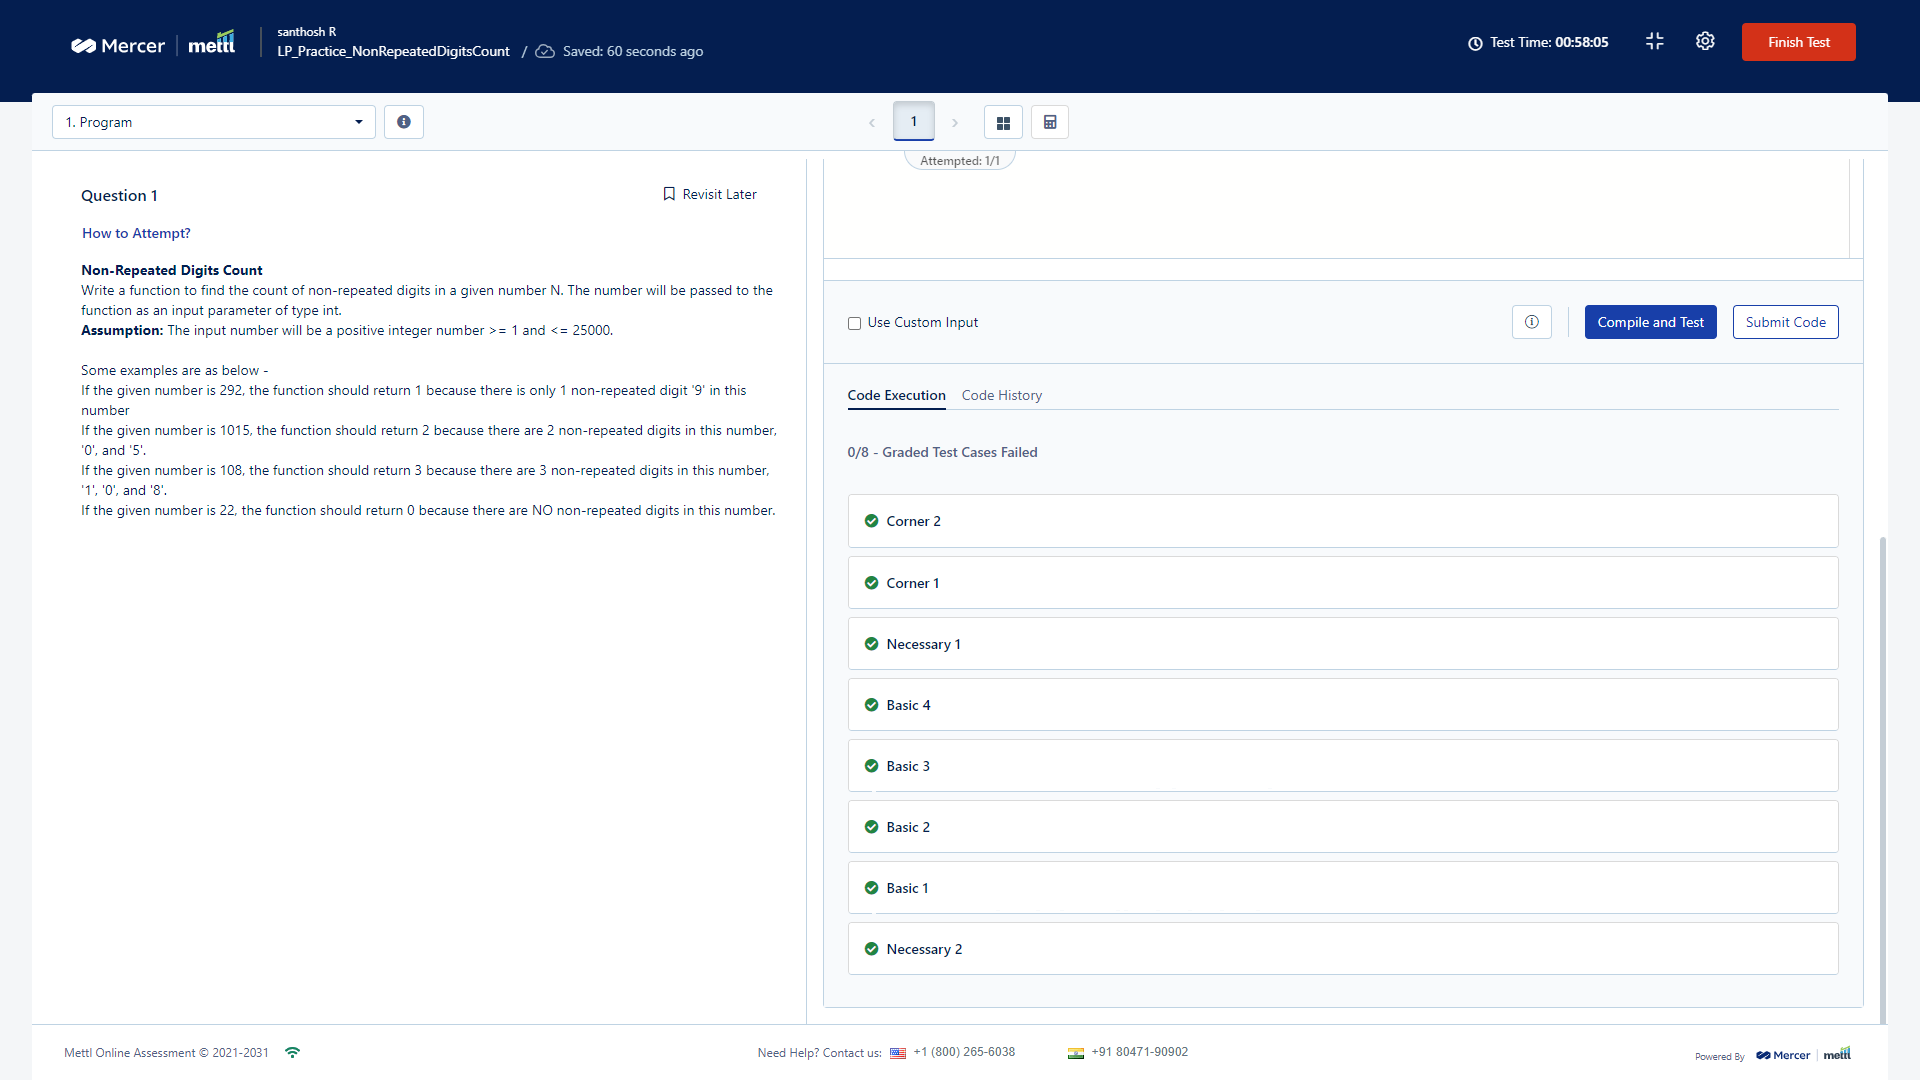 Mercer | mettl
santhosh R
LP_Practice_NonRepeatedDigitsCount / Saved: 60 seconds ago
Test Time: 00:58:05
Finish Test
1. Program
1
Attempted: 1/1
Question 1
Revisit Later
How to Attempt?
Non-Repeated Digits Count
Write a function to find the count of non-repeated digits in a given number N. The number will be passed to the
function as an input parameter of type int.
Assumption: The input number will be a positive integer number >= 1 and <= 25000.
Some examples are as below -
If the given number is 292, the function should return 1 because there is only 1 non-repeated digit '9' in this
number
If the given number is 1015, the function should return 2 because there are 2 non-repeated digits in this number,
'0', and '5'.
If the given number is 108, the function should return 3 because there are 3 non-repeated digits in this number,
'1', '0', and '8'.
If the given number is 22, the function should return 0 because there are NO non-repeated digits in this number.
Use Custom Input
Compile and Test
Submit Code
Code Execution
Code History
0/8 - Graded Test Cases Failed
Corner 2
Corner 1
Necessary 1
Basic 4
Basic 3
Basic 2
Basic 1
Necessary 2
Mettl Online Assessment © 2021-2031
Need Help? Contact us: +1 (800) 265-6038
+91 80471-90902
Powered By Mercer | mettl